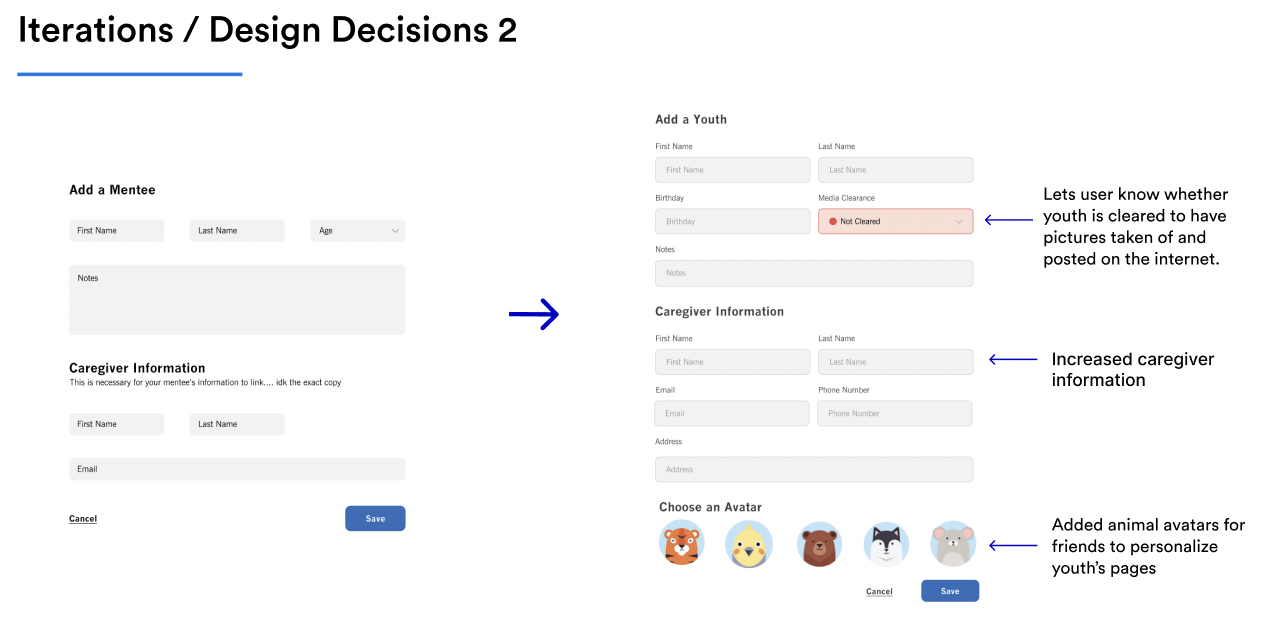 Iterations / Design Decisions 2
Add a Mentee
First Name
Last Name
Age
Notes
Caregiver Information
This is necessary for your mentee's information to link.... idk the exact copy
First Name
Last Name
Email
Cancel
Save
Add a Youth
First Name
Last Name
First Name
Last Name
Birthday
Media Clearance
Birthday
Not Cleared
Notes
Notes
Caregiver Information
First Name
Last Name
First Name
Last Name
Email
Phone Number
Email
Phone Number
Address
Address
Choose an Avatar
Cancel
Save
Lets user know whether
youth is cleared to have
pictures taken of and
posted on the internet.
Increased caregiver
information
Added animal avatars for
friends to personalize
youth's pages